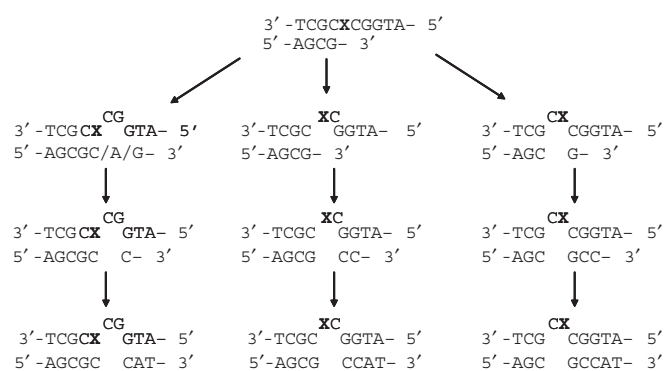 3′-TCGCXCGGTA- 5′
5′-AGCG- 3′
CG
3′-TCGCX GTA- 5′
5′-AGCGC/A/G- 3′
XC
3′-TCGC GGTA- 5′
5′-AGCG- 3′
CX
3′-TCG CGGTA- 5′
5′-AGC G- 3′
CG
3′-TCGCX GTA- 5′
5′-AGCGC C- 3′
XC
3′-TCGC GGTA- 5′
5′-AGCG CC- 3′
CX
3′-TCG CGGTA- 5′
5′-AGC GCC- 3′
CG
3′-TCGCX GTA- 5′
5′-AGCGC CAT- 3′
XC
3′-TCGC GGTA- 5′
5′-AGCG CCAT- 3′
CX
3′-TCG CGGTA- 5′
5′-AGC GCCAT- 3′